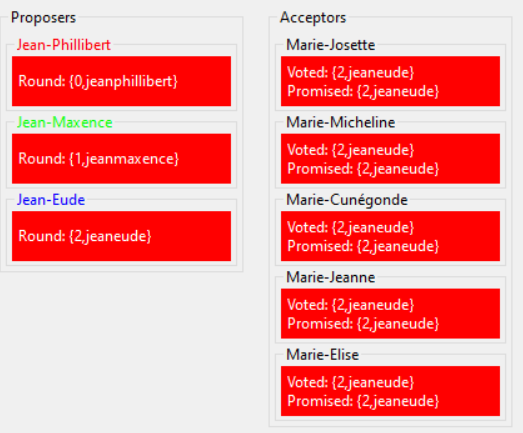 Proposers
Jean-Phillibert
Round: {0,jeanphillibert}
Jean-Maxence
Round: {1,jeanmaxence}
Jean-Eude
Round: {2,jeaneude}
Acceptors
Marie-Josette
Voted: {2,jeaneude}
Promised: {2,jeaneude}
Marie-Micheline
Voted: {2,jeaneude}
Promised: {2,jeaneude}
Marie-Cunégonde
Voted: {2,jeaneude}
Promised: {2,jeaneude}
Marie-Jeanne
Voted: {2,jeaneude}
Promised: {2,jeaneude}
Marie-Elise
Voted: {2,jeaneude}
Promised: {2,jeaneude}